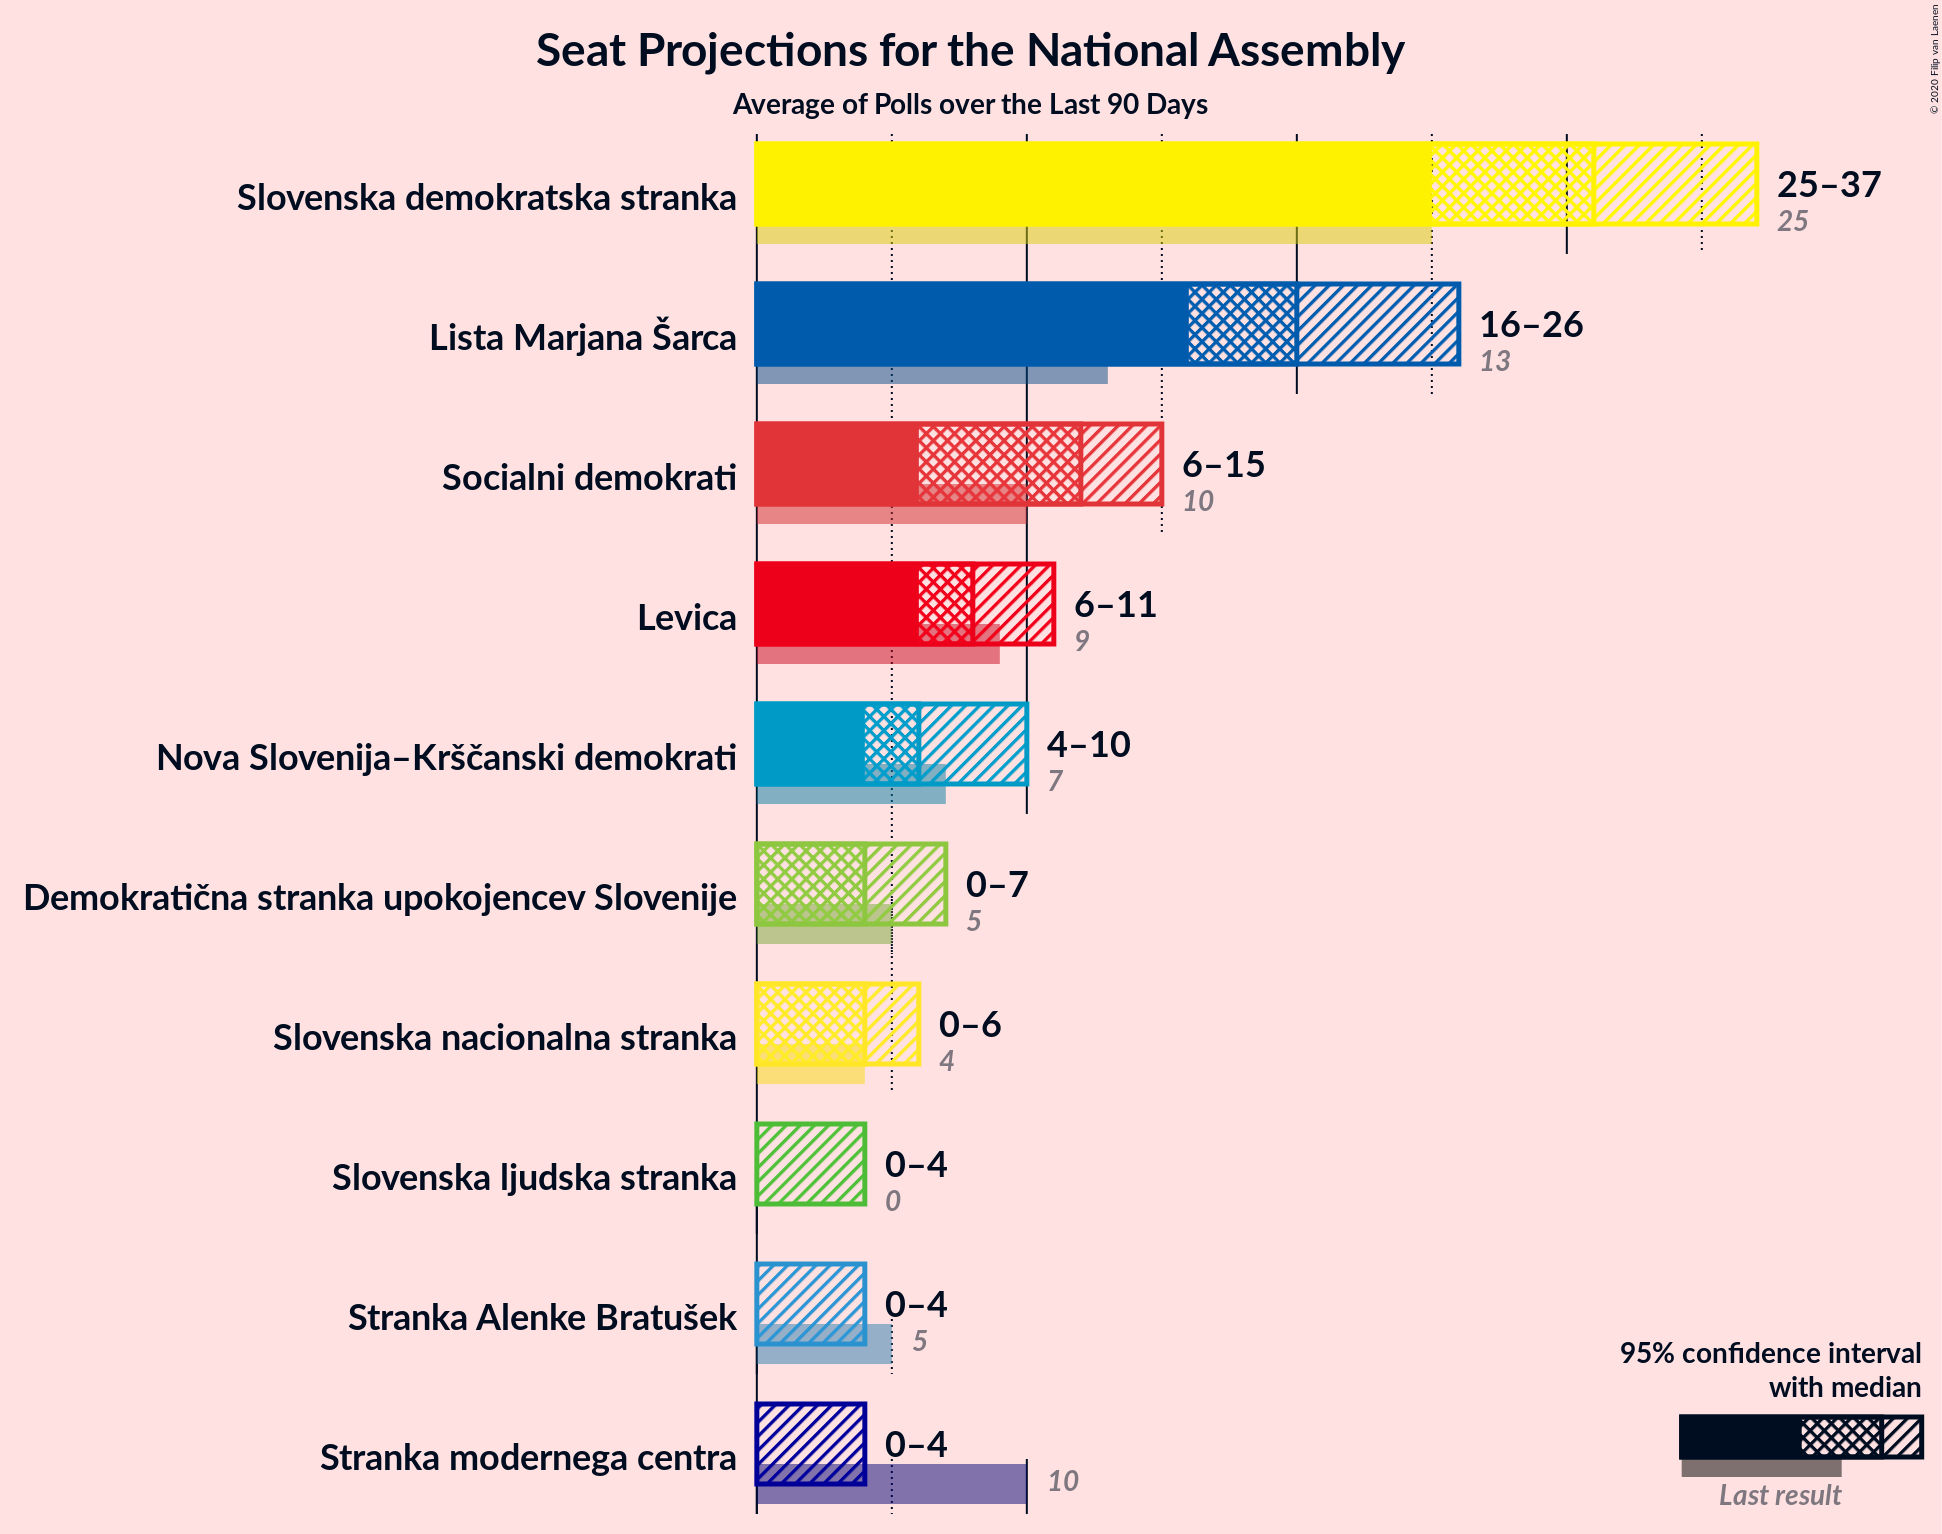 © 2020 Filip van Laenen
Seat Projections for the National Assembly
Average of Polls over the Last 90 Days
Slovenska demokratska stranka
25–37
25
Lista Marjana Šarca
16–26
13
Socialni demokrati
6–15
10
Levica
6–11
9
Nova Slovenija–Krščanski demokrati
4–10
7
Demokratična stranka upokojencev Slovenije
0–7
5
Slovenska nacionalna stranka
0–6
4
Slovenska ljudska stranka
0–4
0
Stranka Alenke Bratušek
0–4
5
Stranka modernega centra
0–4
10
95% confidence interval
with median
Last result